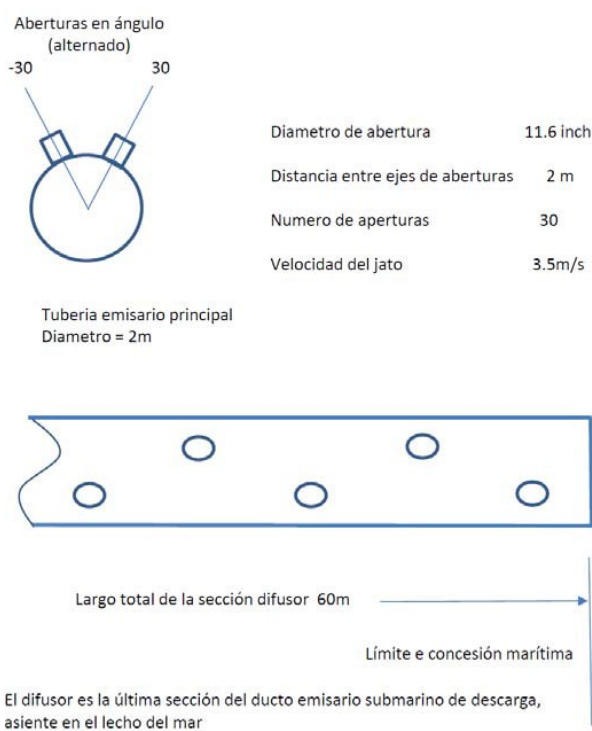 Aberturas en ángulo
(alternado)
-30 30
Diametro de abertura 11.6 inch
Distancia entre ejes de aberturas 2 m
Numero de aperturas 30
Velocidad del jato 3.5m/s
Tuberia emisario principal
Diametro = 2m
Largo total de la sección difusor 60m
Límite e concesión marítima
El difusor es la última sección del ducto emisario submarino de descarga,
asiente en el lecho del mar